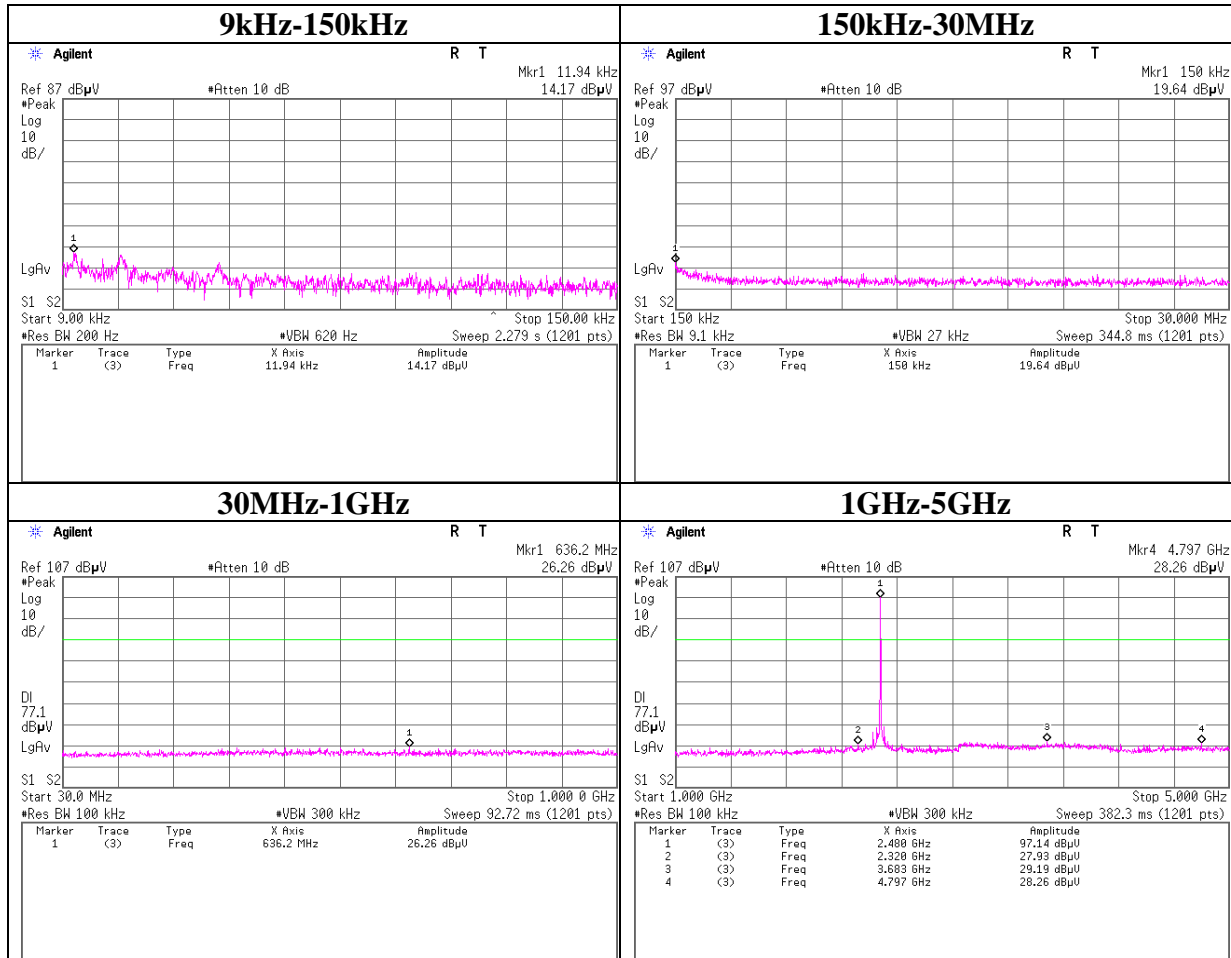 9kHz-150kHz
Agilent R T
Mkr1 11.94 kHz
Ref 87 dBµV #Atten 10 dB 14.17 dBµV
#Peak
Log
10
dB/
1
LgAv
S1 S2
Start 9.00 kHz ^ Stop 150.00 kHz
#Res BW 200 Hz #VBW 620 Hz Sweep 2.279 s (1201 pts)
Marker Trace Type X Axis Amplitude
1 (3) Freq 11.94 kHz 14.17 dBµV
150kHz-30MHz
Agilent R T
Mkr1 150 kHz
Ref 97 dBµV #Atten 10 dB 19.64 dBµV
#Peak
Log
10
dB/
1
LgAv
S1 S2
Start 150 kHz Stop 30.000 MHz
#Res BW 9.1 kHz #VBW 27 kHz Sweep 344.8 ms (1201 pts)
Marker Trace Type X Axis Amplitude
1 (3) Freq 150 kHz 19.64 dBµV
30MHz-1GHz
Agilent R T
Mkr1 636.2 MHz
Ref 107 dBµV #Atten 10 dB 26.26 dBµV
#Peak
Log
10
dB/
DI
77.1
dBµV
1
LgAv
S1 S2
Start 30.0 MHz Stop 1.000 0 GHz
#Res BW 100 kHz #VBW 300 kHz Sweep 92.72 ms (1201 pts)
Marker Trace Type X Axis Amplitude
1 (3) Freq 636.2 MHz 26.26 dBµV
1GHz-5GHz
Agilent R T
Mkr4 4.797 GHz
Ref 107 dBµV #Atten 10 dB 28.26 dBµV
#Peak
1
Log
10
dB/
DI
77.1
dBµV
2 3 4
LgAv
S1 S2
Start 1.000 GHz Stop 5.000 GHz
#Res BW 100 kHz #VBW 300 kHz Sweep 382.3 ms (1201 pts)
Marker Trace Type X Axis Amplitude
1 (3) Freq 2.480 GHz 97.14 dBµV
2 (3) Freq 2.320 GHz 27.93 dBµV
3 (3) Freq 3.683 GHz 29.19 dBµV
4 (3) Freq 4.797 GHz 28.26 dBµV